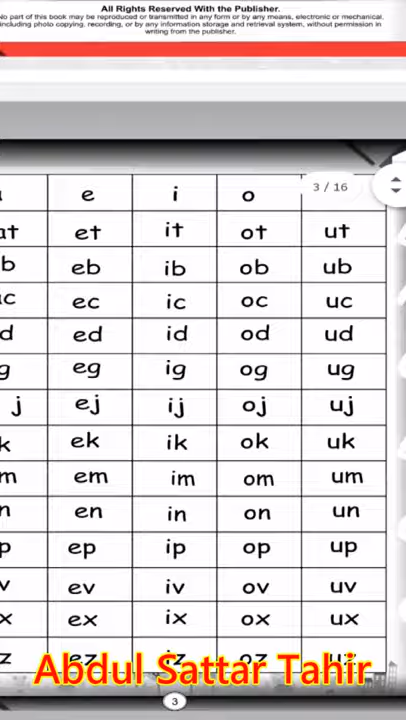 All Rights Reserved With the Publisher.
No part of this book may be reproduced or transmitted in any form or by any means, electronic or mechanical,
including photo copying, recording, or by any information storage and retrieval system, without permission in
writing from the publisher.
3 / 16
e i o
at et it ot ut
b eb ib ob ub
c ec ic oc uc
d ed id od ud
g eg ig og ug
j ej ij oj uj
k ek ik ok uk
m em im om um
n en in on un
p ep ip op up
v ev iv ov uv
x ex ix ox ux
z ez iz oz uz
Abdul Sattar Tahir
3